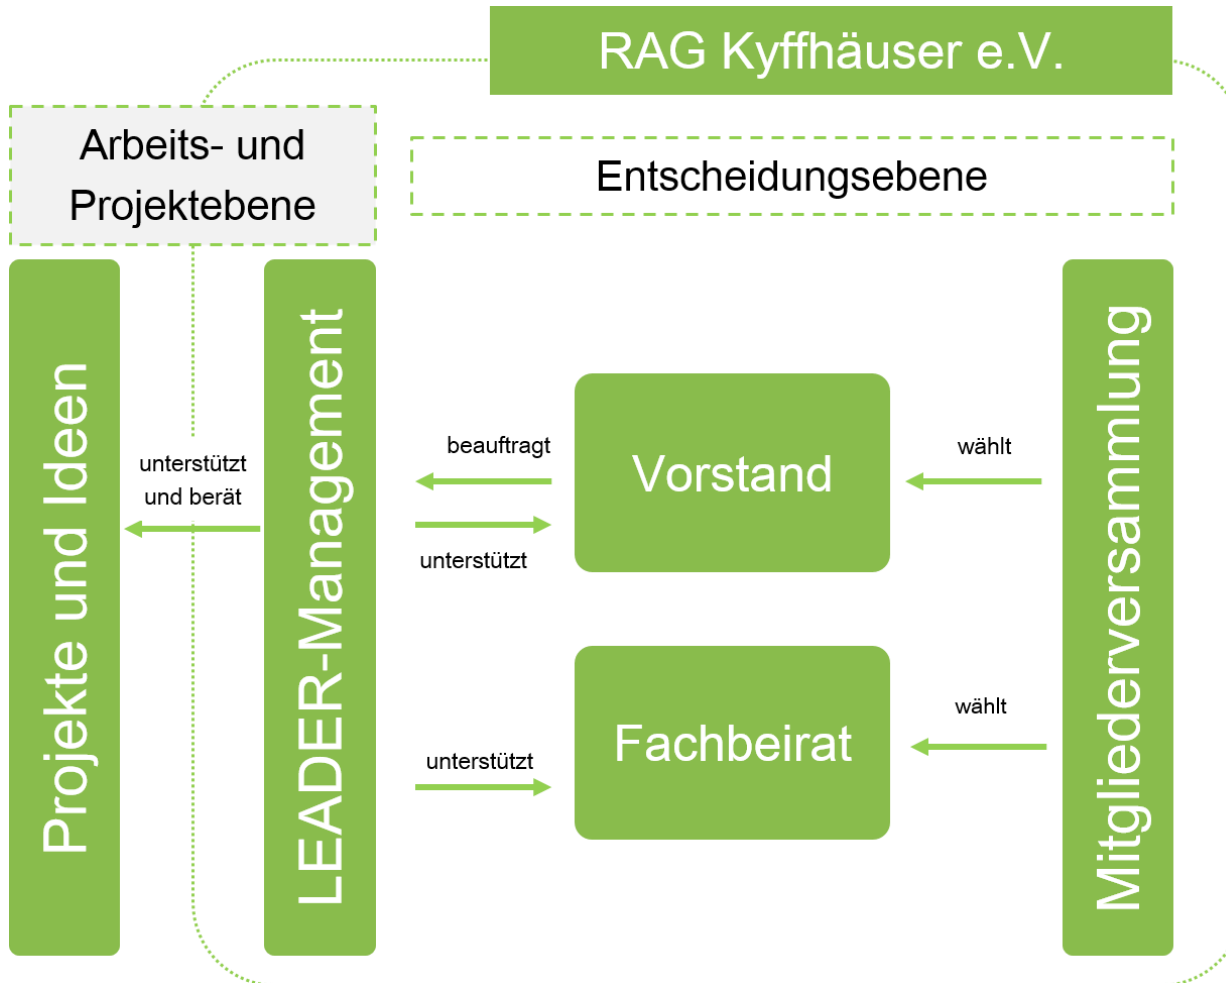 RAG Kyffhäuser e.V.
Arbeits- und
Projektebene
Entscheidungsebene
Projekte und Ideen
unterstützt
und berät
LEADER-Management
beauftragt
unterstützt
Vorstand
wählt
unterstützt
Fachbeirat
wählt
Mitgliederversammlung